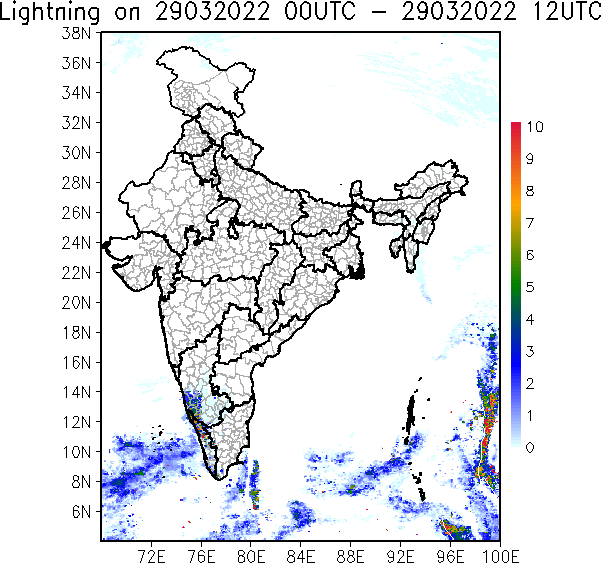 Lightning on 29032022 00UTC – 29032022 12UTC
38N
36N
34N
32N
30N
28N
26N
24N
22N
20N
18N
16N
14N
12N
10N
8N
6N
72E 76E 80E 84E 88E 92E 96E 100E
10
9
8
7
6
5
4
3
2
1
0